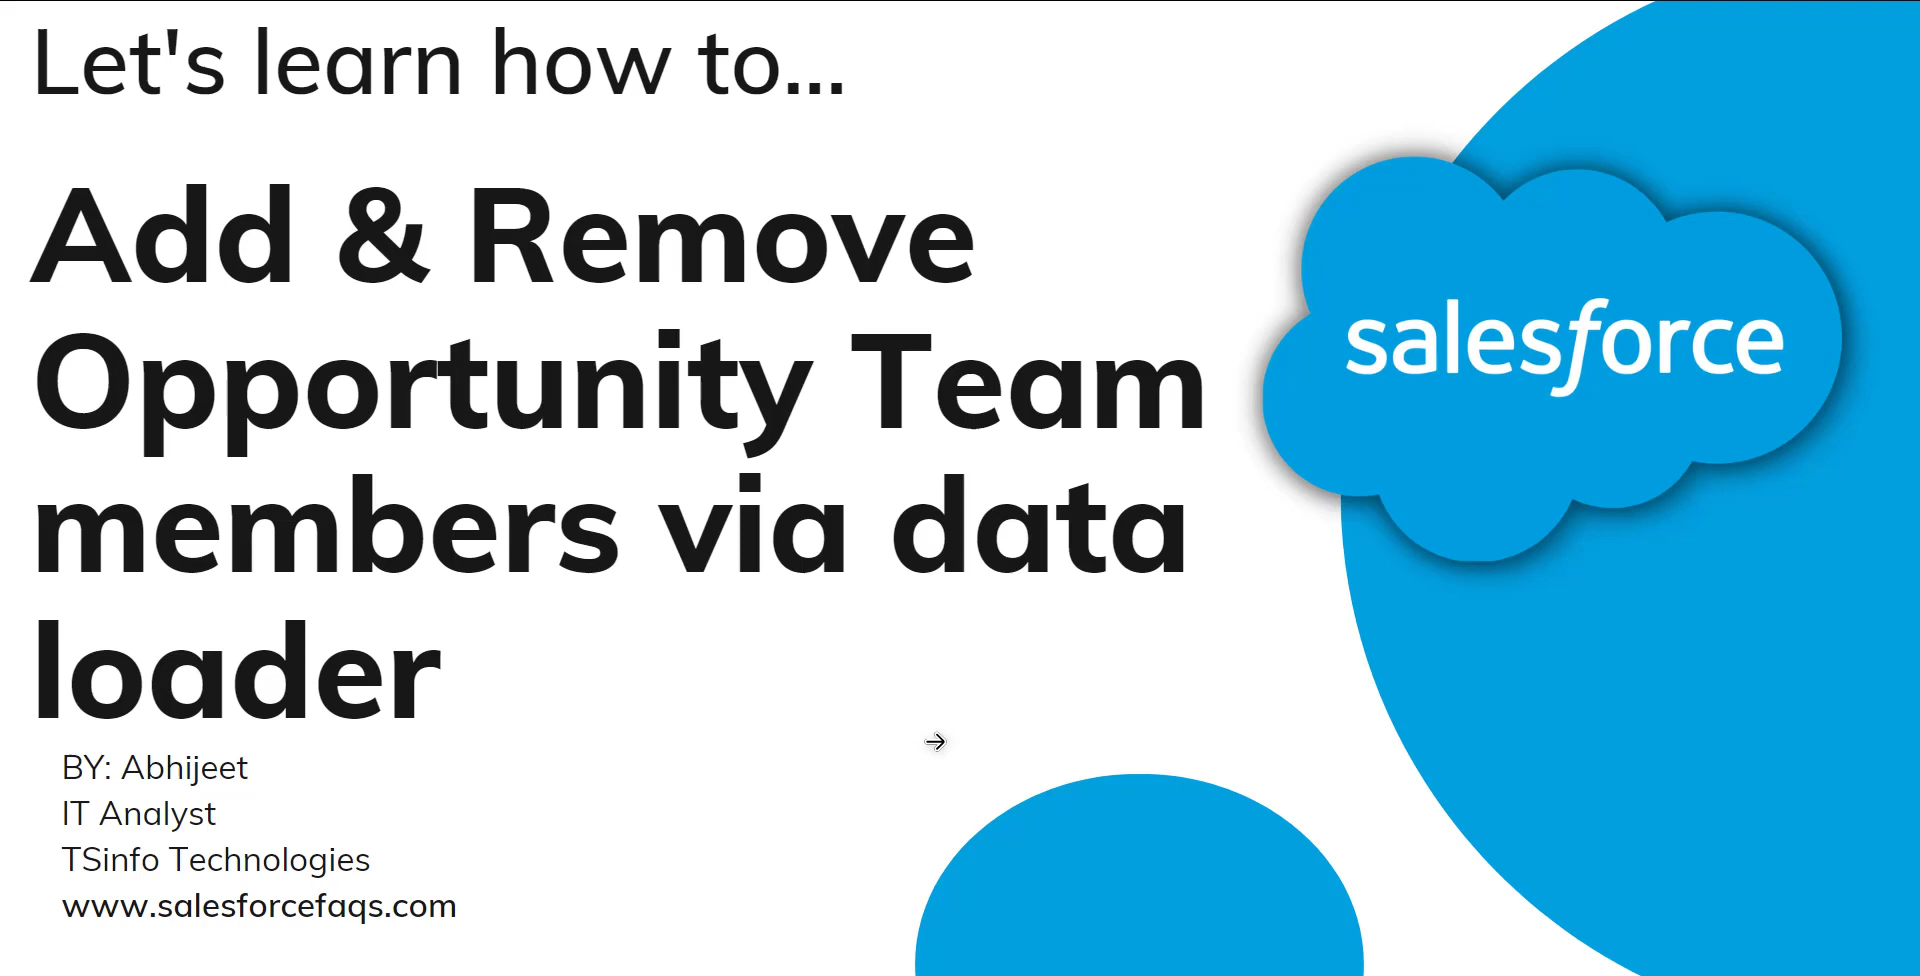 Let's learn how to...
Add & Remove
Opportunity Team
members via data
loader
salesforce
BY: Abhijeet
IT Analyst
TSinfo Technologies
www.salesforcefaqs.com